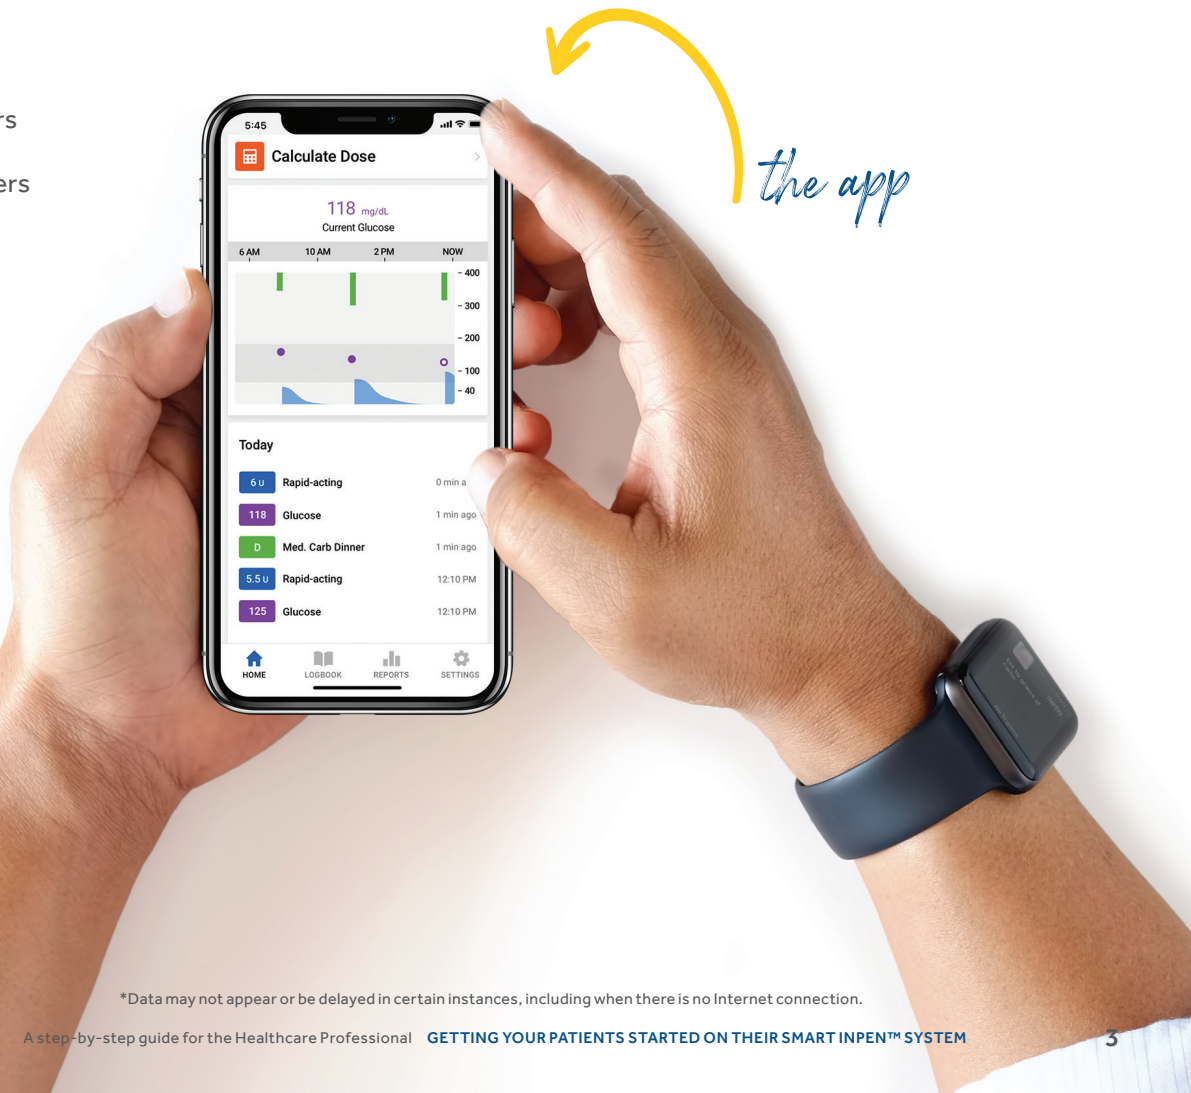 rs
ers
the app
5:45
Calculate Dose
118 mg/dL
Current Glucose
6 AM 10 AM 2 PM NOW
400
300
200
100
40
Today
6 U Rapid-acting 0 min a
118 Glucose 1 min ago
D Med. Carb Dinner 1 min ago
5.5 U Rapid-acting 12:10 PM
125 Glucose 12:10 PM
HOME LOGBOOK REPORTS SETTINGS
*Data may not appear or be delayed in certain instances, including when there is no Internet connection.
A step-by-step guide for the Healthcare Professional GETTING YOUR PATIENTS STARTED ON THEIR SMART INPEN™ SYSTEM 3